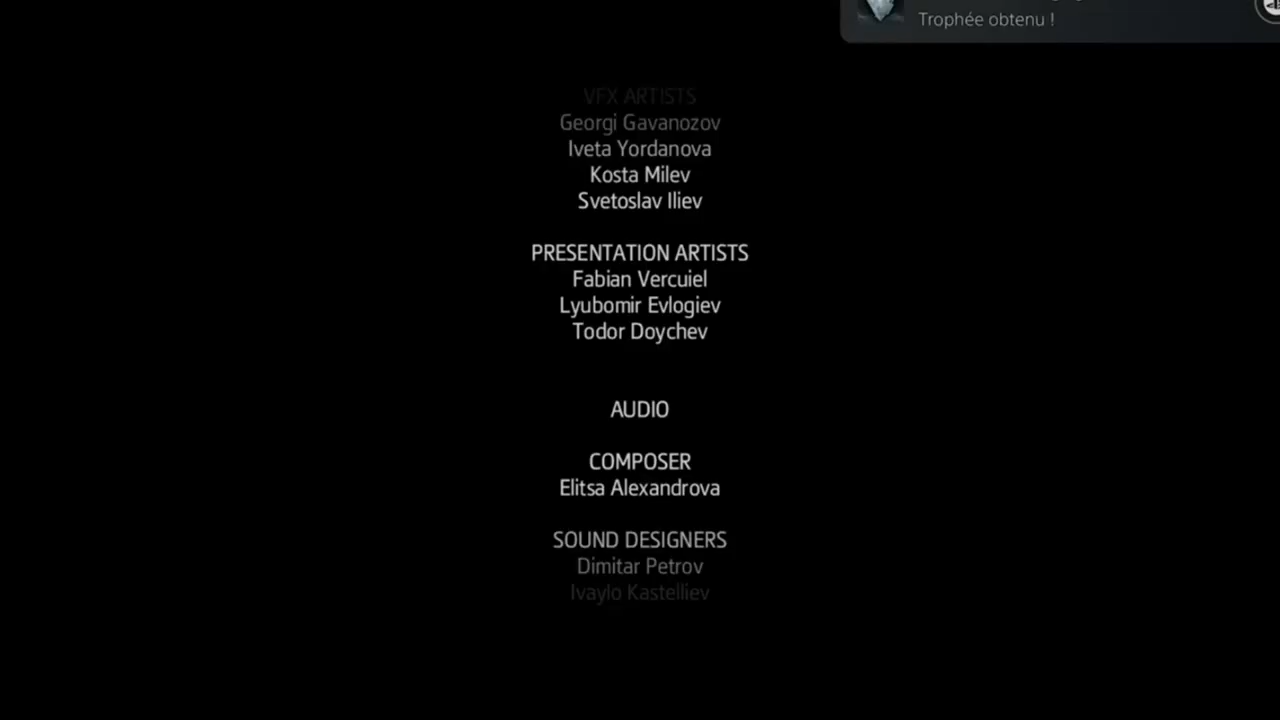 Trophée obtenu !
VFX ARTISTS
Georgi Gavanozov
Iveta Yordanova
Kosta Milev
Svetoslav Iliev
PRESENTATION ARTISTS
Fabian Vercuiel
Lyubomir Evlogiev
Todor Doychev
AUDIO
COMPOSER
Elitsa Alexandrova
SOUND DESIGNERS
Dimitar Petrov
Ivaylo Kastelliev